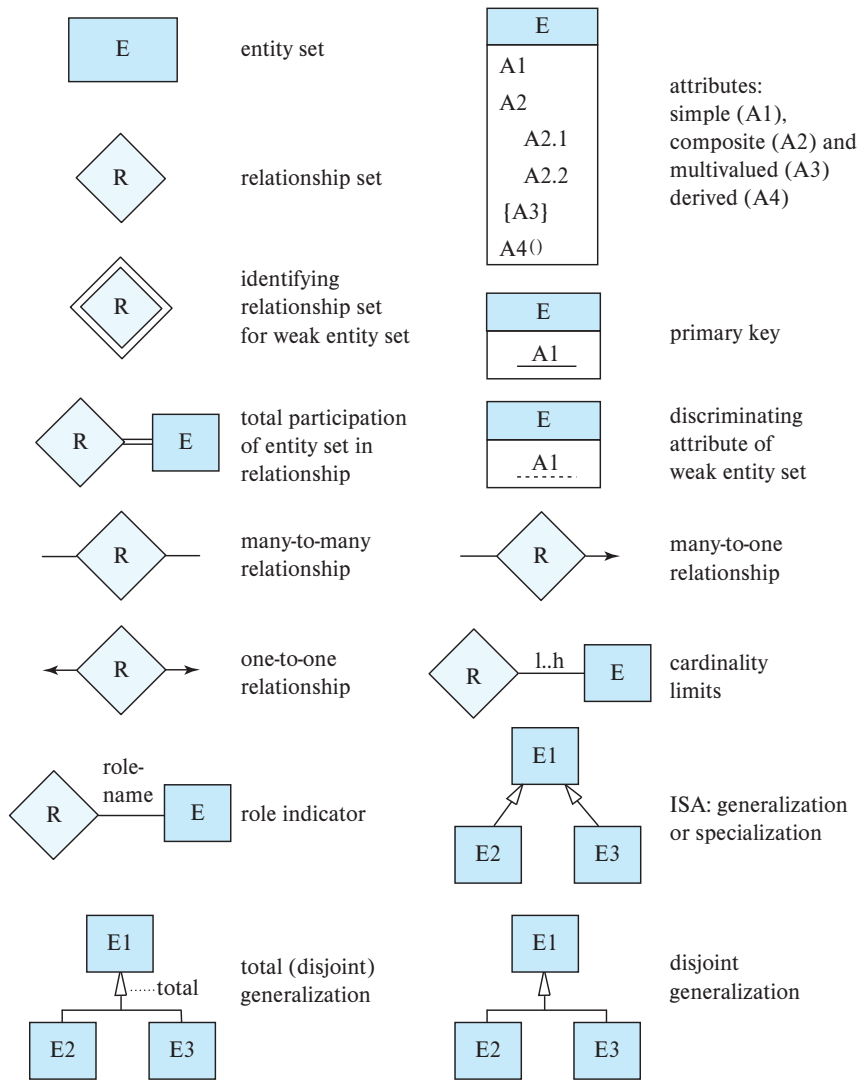 E
entity set
R
relationship set
R
identifying
relationship set
for weak entity set
R
E
total participation
of entity set in
relationship
R
many-to-many
relationship
R
one-to-one
relationship
R
role-
name
E
role indicator
E1
total
E2
E3
total (disjoint)
generalization
E
A1
A2
A2.1
A2.2
{A3}
A4()
attributes:
simple (A1),
composite (A2) and
multivalued (A3)
derived (A4)
E
A1
primary key
E
A1
discriminating
attribute of
weak entity set
R
many-to-one
relationship
R
l..h
E
cardinality
limits
E1
E2
E3
ISA: generalization
or specialization
E1
E2
E3
disjoint
generalization